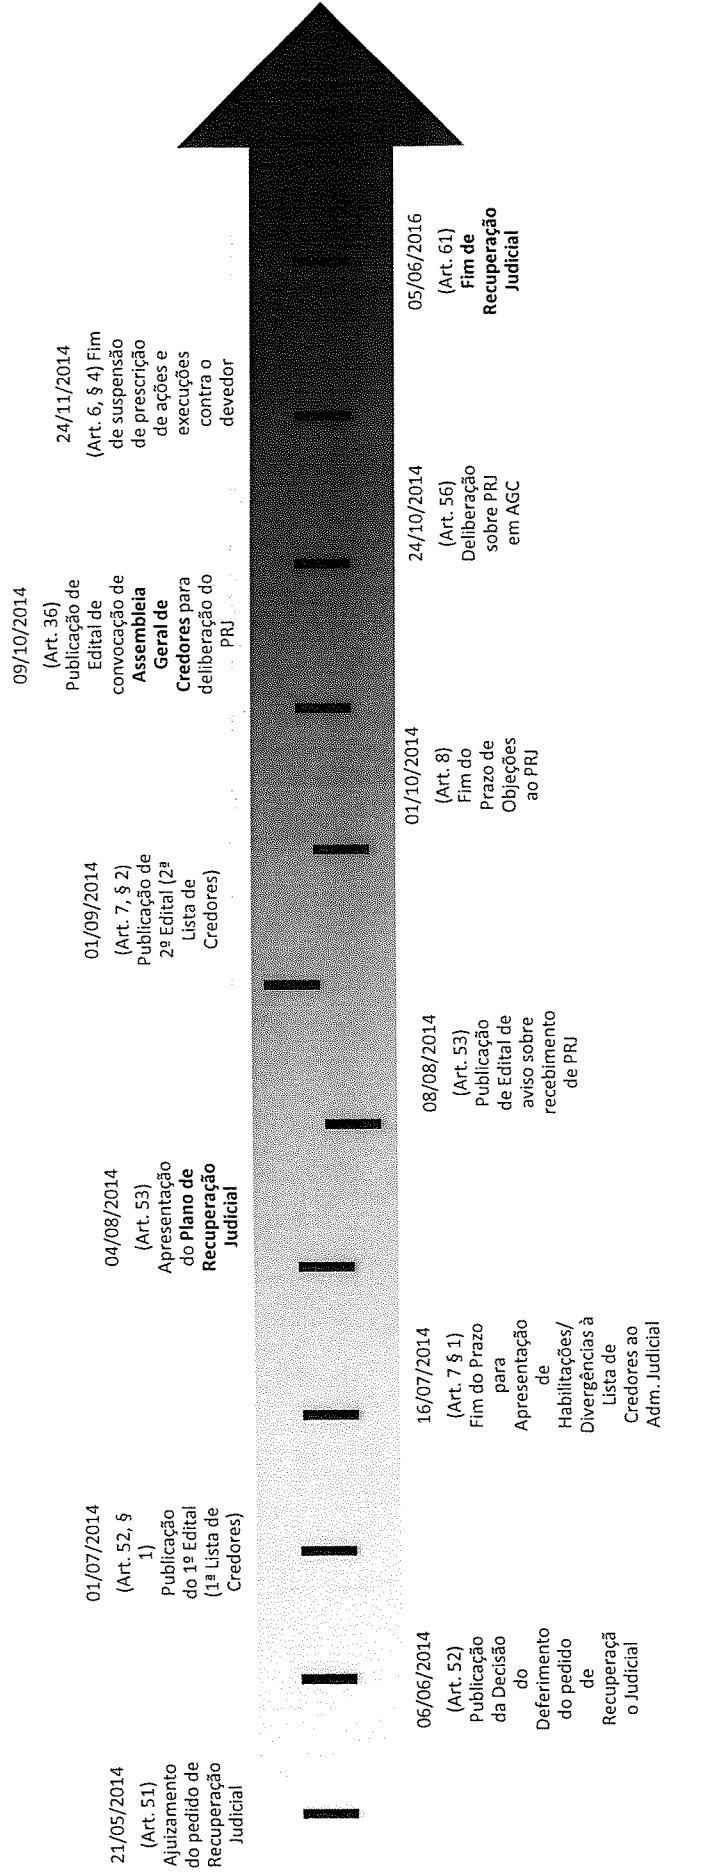 21/05/2014
(Art. 51)
Ajuizamento
do pedido de
Recuperação
Judicial
06/06/2014
(Art. 52)
Publicação
da Decisão
do
Deferimento
do pedido
de
Recuperaçã
o Judicial
01/07/2014
(Art. 52, §
1)
Publicação
do 1º Edital
(1ª Lista de
Credores)
16/07/2014
(Art. 7 § 1)
Fim do Prazo
para
Apresentação
de
Habilitações/
Divergências à
Lista de
Credores ao
Adm. Judicial
04/08/2014
(Art. 53)
Apresentação
do Plano de
Recuperação
Judicial
08/08/2014
(Art. 53)
Publicação
de Edital de
aviso sobre
recebimento
de PRJ
01/09/2014
(Art. 7, § 2)
Publicação de
2º Edital (2ª
Lista de
Credores)
01/10/2014
(Art. 8)
Fim do
Prazo de
Objeções
ao PRJ
09/10/2014
(Art. 36)
Publicação de
Edital de
convocação de
Assembleia
Geral de
Credores para
deliberação do
PRJ
24/10/2014
(Art. 56)
Deliberação
sobre PRJ
em AGC
24/11/2014
(Art. 6, § 4) Fim
de suspensão
de prescrição
de ações e
execuções
contra o
devedor
05/06/2016
(Art. 61)
Fim de
Recuperação
Judicial